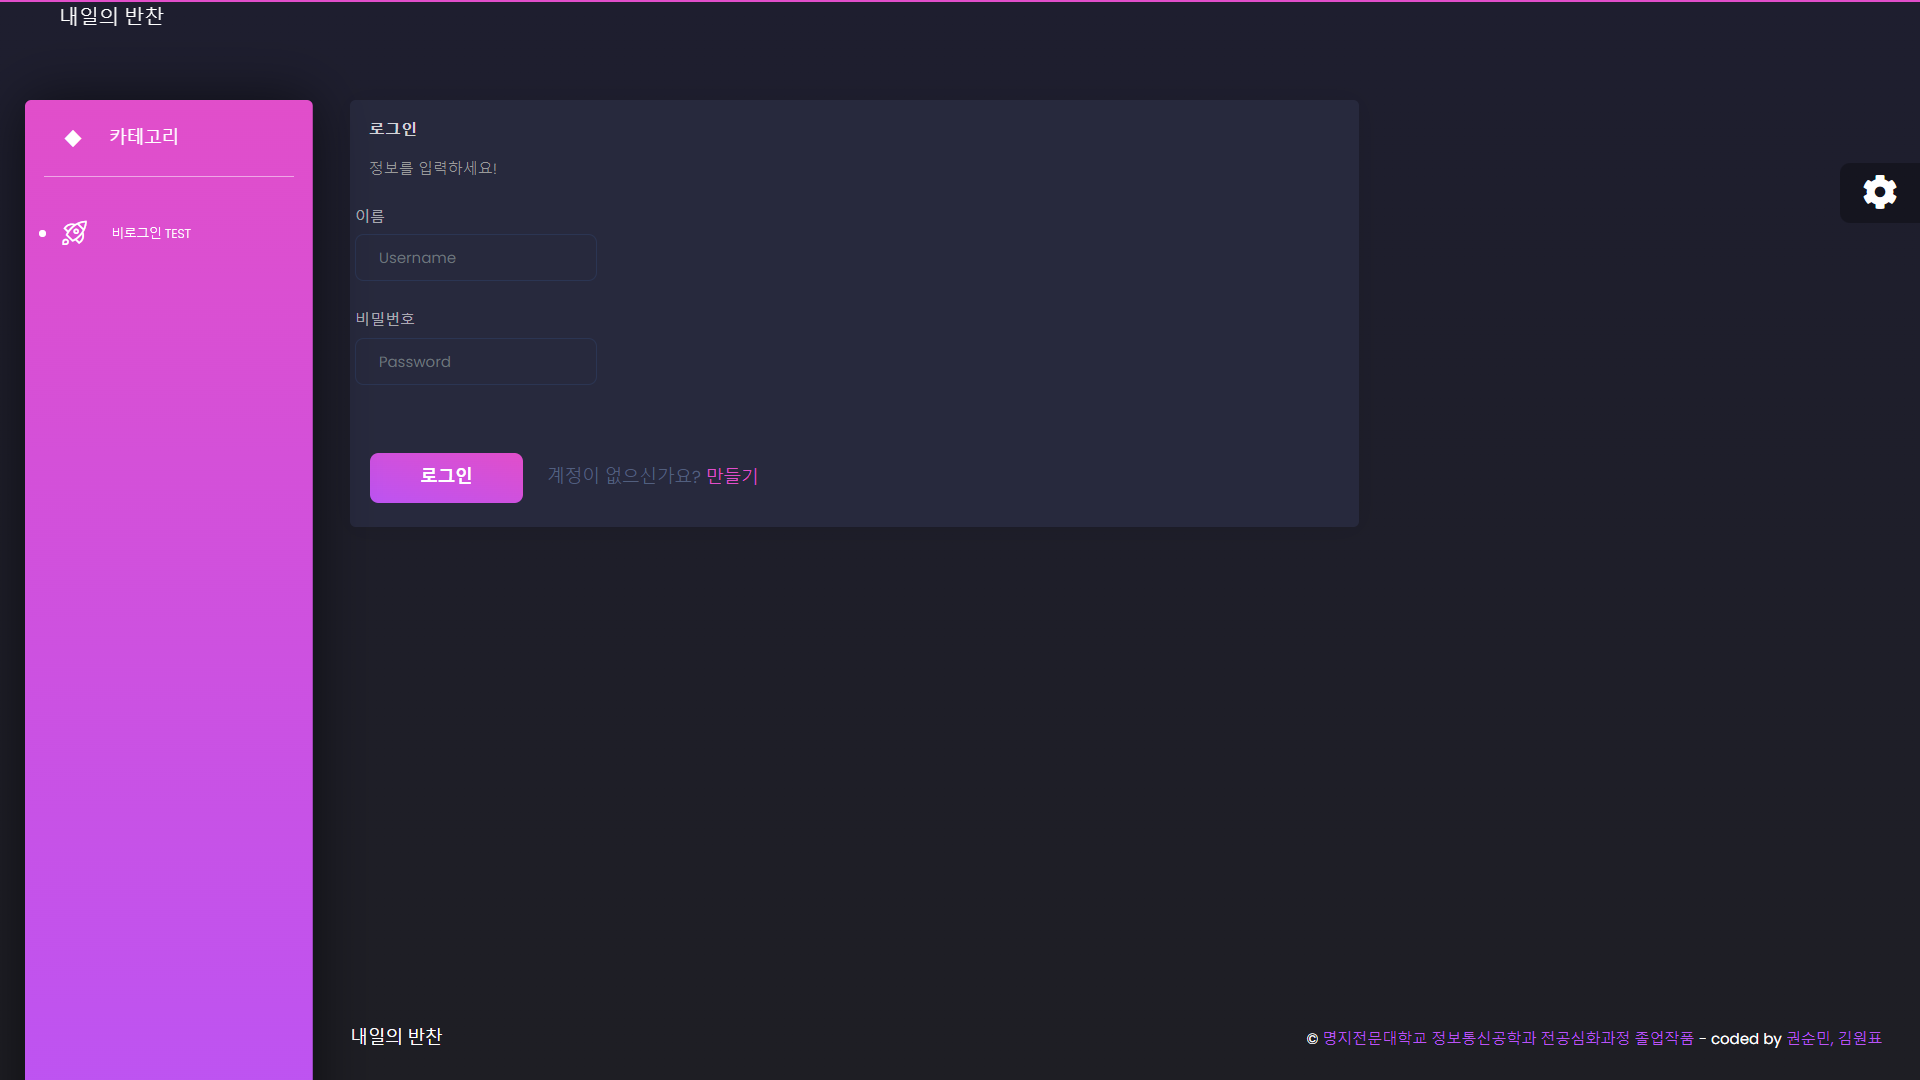 내일의 반찬
카테고리
비로그인 TEST
로그인
정보를 입력하세요!
이름
Username
비밀번호
Password
로그인
계정이 없으신가요? 만들기
내일의 반찬
© 명지전문대학교 정보통신공학과 전공심화과정 졸업작품 - coded by 권순민, 김원표